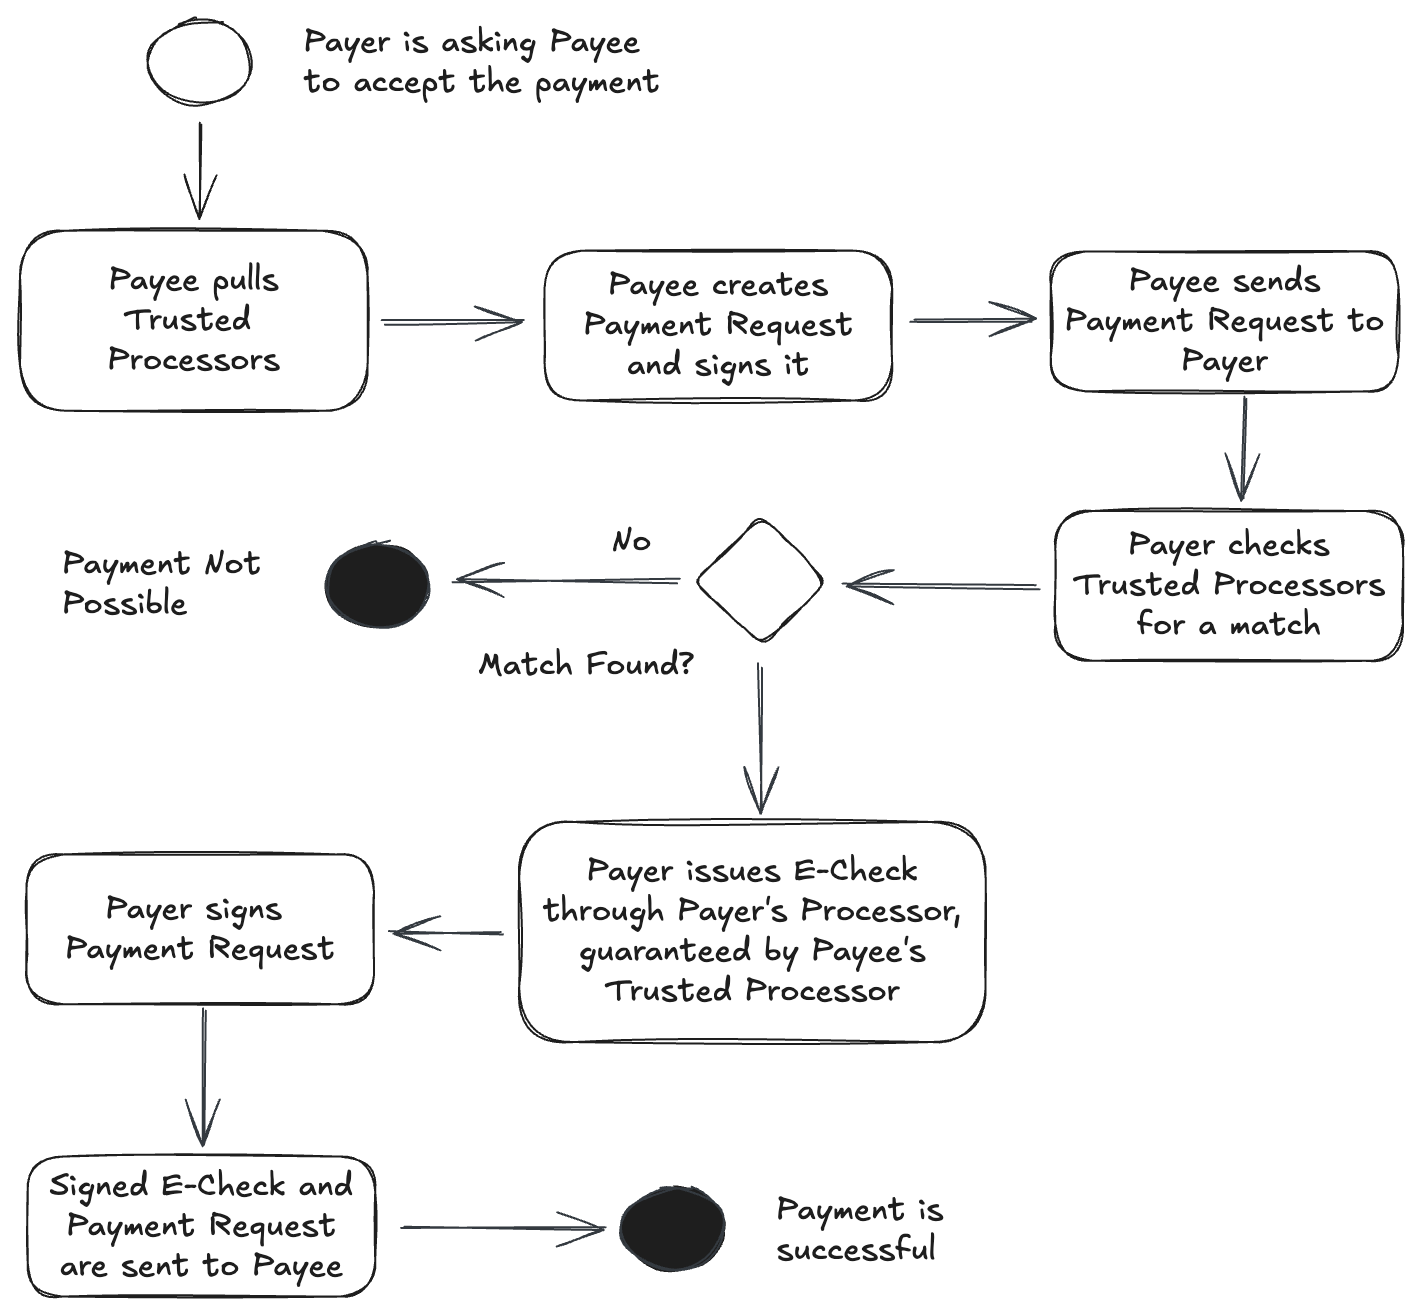 Payer is asking Payee
to accept the payment
Payee pulls
Trusted
Processors
Payee creates
Payment Request
and signs it
Payee sends
Payment Request to
Payer
Payer checks
Trusted Processors
for a match
No
Match Found?
Payment Not
Possible
Payer issues E-Check
through Payer's Processor,
guaranteed by Payee's
Trusted Processor
Payer signs
Payment Request
Signed E-Check and
Payment Request
are sent to Payee
Payment is
successful